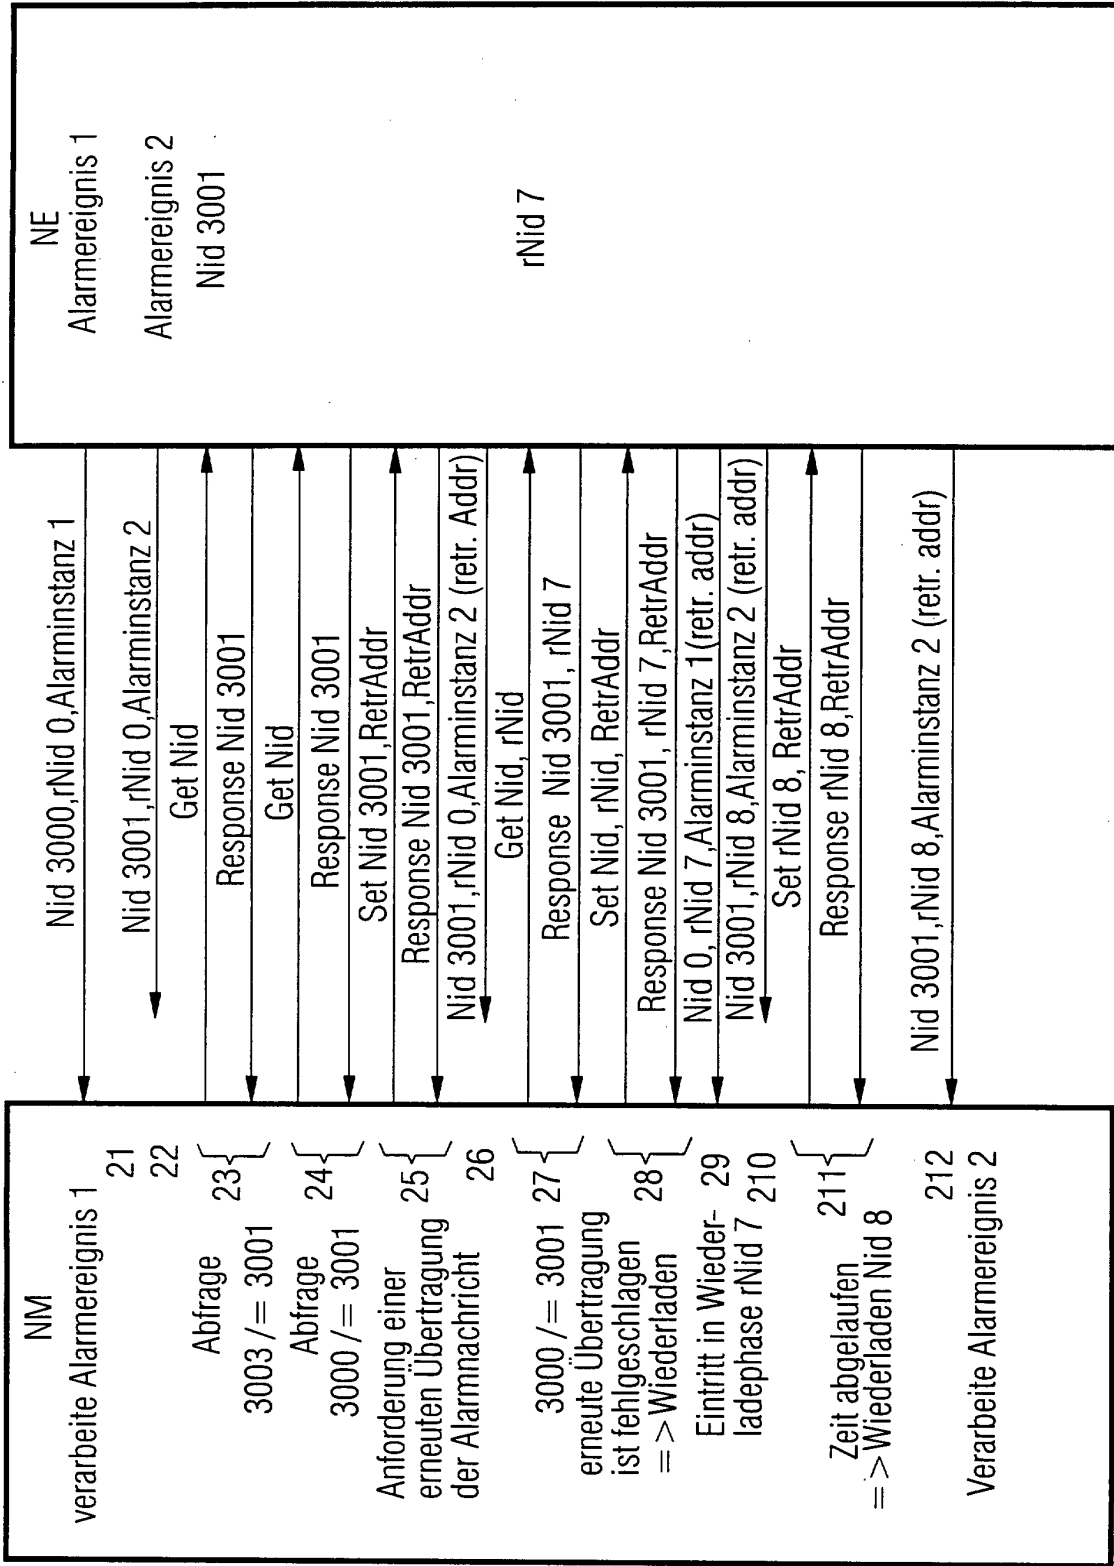 NM
verarbeite Alarmereignis 1
21
22
Abfrage
23
3003 /= 3001
Abfrage
24
3000 /= 3001
Anforderung einer
erneuten Übertragung
der Alarmnachricht
25
26
3000 /= 3001
27
erneute Übertragung
ist fehlgeschlagen
= > Wiederladen
28
Eintritt in Wieder-
ladephase rNid 7
29
210
Zeit abgelaufen
= > Wiederladen Nid 8
211
212
Verarbeite Alarmereignis 2
Nid 3000,rNid 0,Alarminstanz 1
Nid 3001,rNid 0,Alarminstanz 2
Get Nid
Response Nid 3001
Get Nid
Response Nid 3001
Set Nid 3001,RetrAddr
Response Nid 3001,RetrAddr
Nid 3001,rNid 0,Alarminstanz 2 (retr. Addr)
Get Nid, rNid
Response Nid 3001, rNid 7
Set Nid, rNid, RetrAddr
Response Nid 3001, rNid 7,RetrAddr
Nid 0, rNid 7,Alarminstanz 1(retr. addr)
Nid 3001,rNid 8,Alarminstanz 2 (retr. addr)
Set rNid 8, RetrAddr
Response rNid 8,RetrAddr
Nid 3001,rNid 8,Alarminstanz 2 (retr. addr)
NE
Alarmereignis 1
Alarmereignis 2
Nid 3001
rNid 7